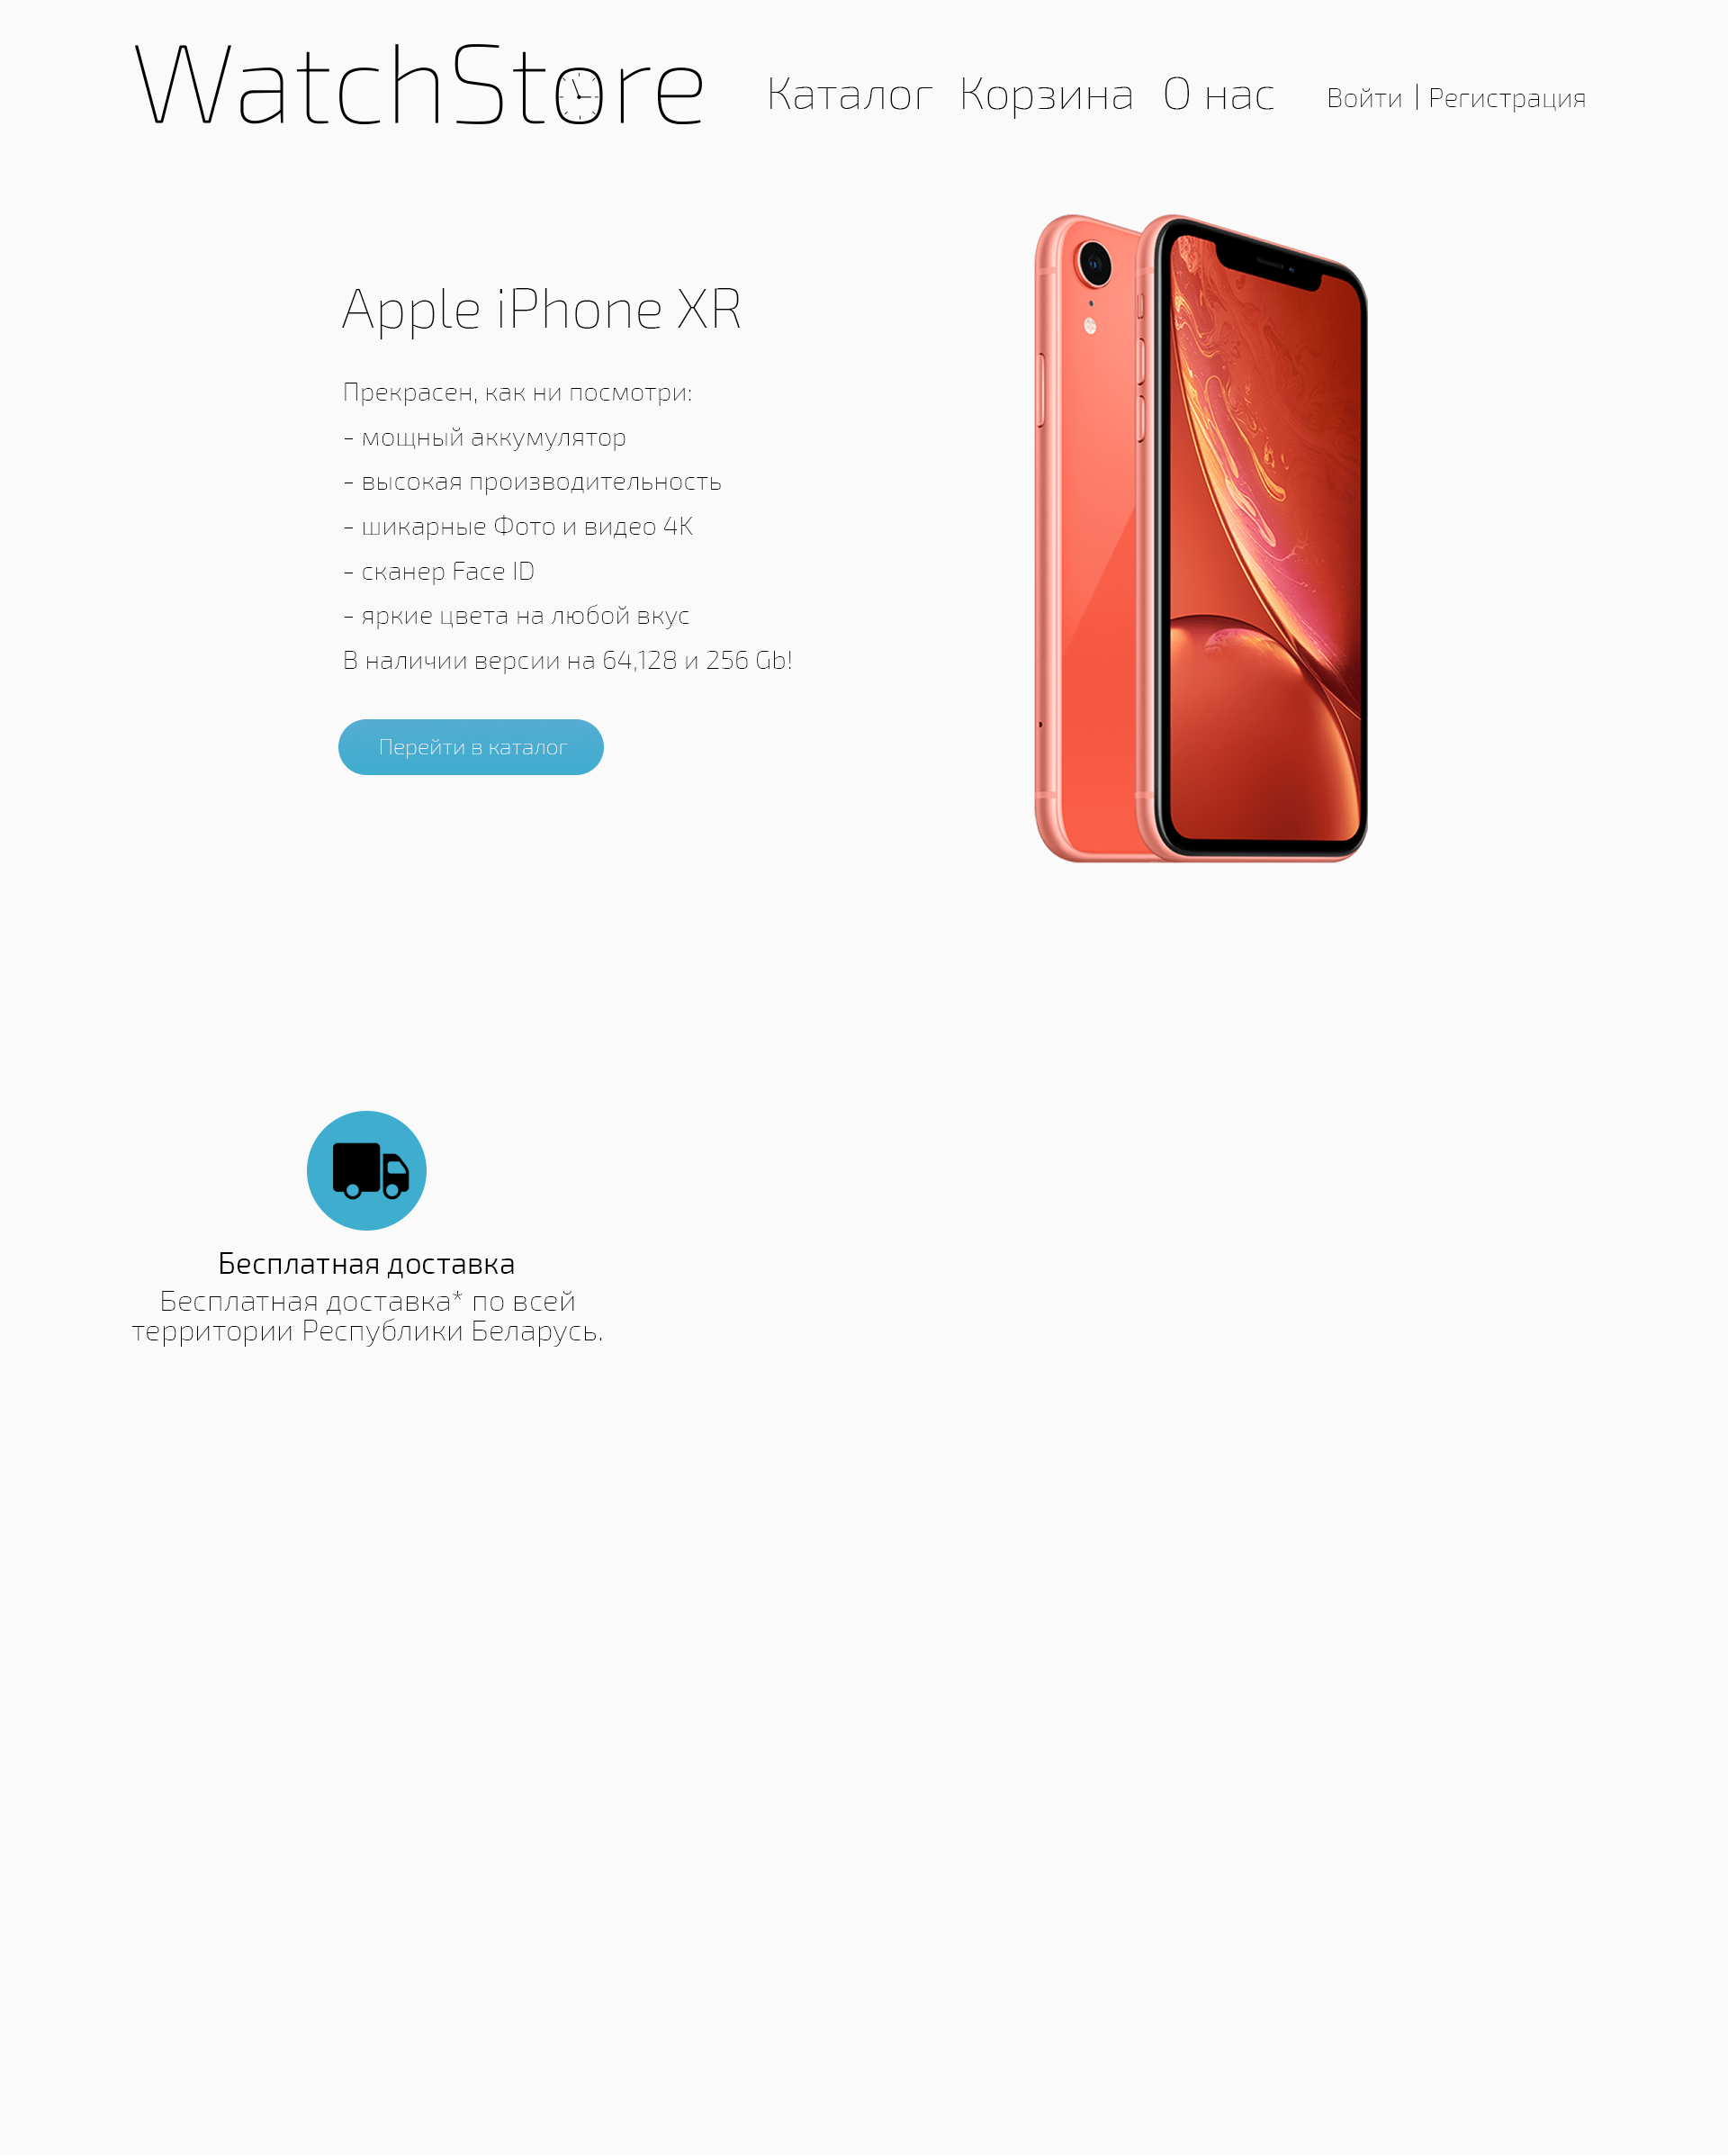 WatchStore
Каталог Корзина О нас Войти | Регистрация
Apple iPhone XR
Прекрасен, как ни посмотри:
- мощный аккумулятор
- высокая производительность
- шикарные Фото и видео 4K
- сканер Face ID
- яркие цвета на любой вкус
В наличии версии на 64,128 и 256 Gb!
Перейти в каталог
Бесплатная доставка
Бесплатная доставка* по всей
территории Республики Беларусь.